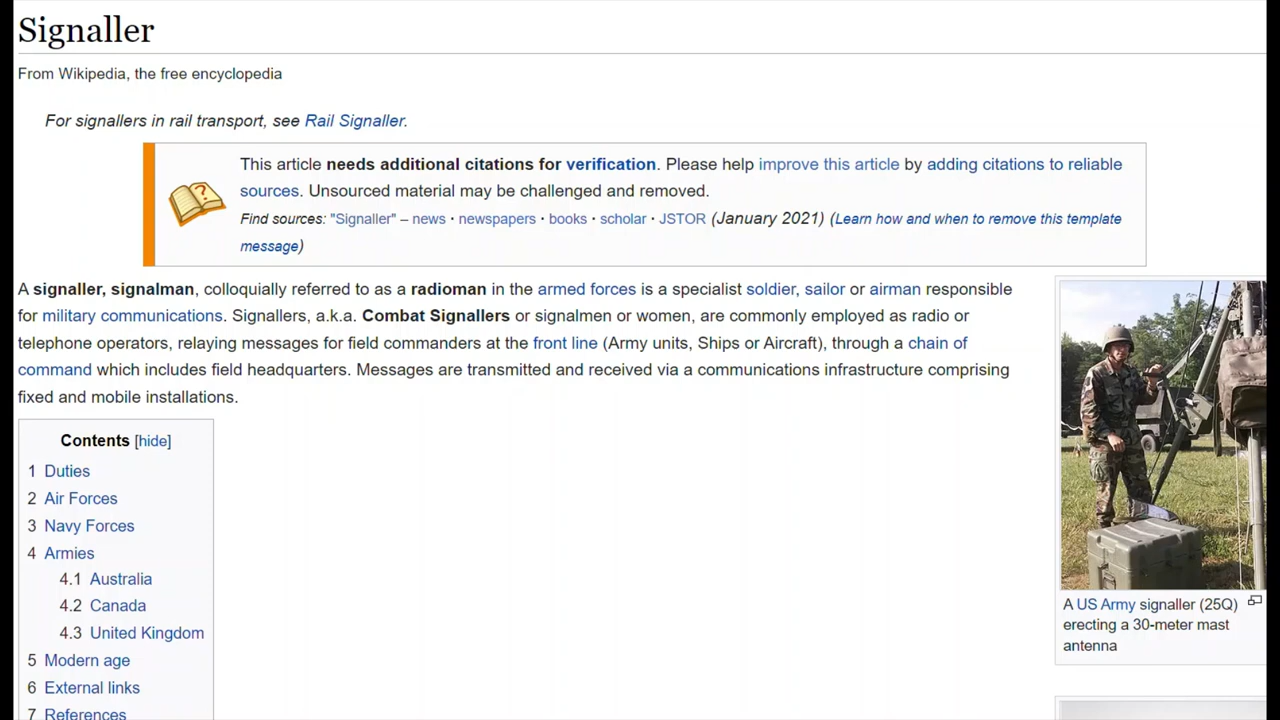 Signaller
From Wikipedia, the free encyclopedia
For signallers in rail transport, see Rail Signaller.
This article needs additional citations for verification. Please help improve this article by adding citations to reliable
sources. Unsourced material may be challenged and removed.
Find sources: "Signaller" – news · newspapers · books · scholar · JSTOR (January 2021) (Learn how and when to remove this template
message)
A signaller, signalman, colloquially referred to as a radioman in the armed forces is a specialist soldier, sailor or airman responsible
for military communications. Signallers, a.k.a. Combat Signallers or signalmen or women, are commonly employed as radio or
telephone operators, relaying messages for field commanders at the front line (Army units, Ships or Aircraft), through a chain of
command which includes field headquarters. Messages are transmitted and received via a communications infrastructure comprising
fixed and mobile installations.
Contents [hide]
1 Duties
2 Air Forces
3 Navy Forces
4 Armies
4.1 Australia
4.2 Canada
4.3 United Kingdom
5 Modern age
6 External links
7 References
A US Army signaller (25Q)
erecting a 30-meter mast
antenna